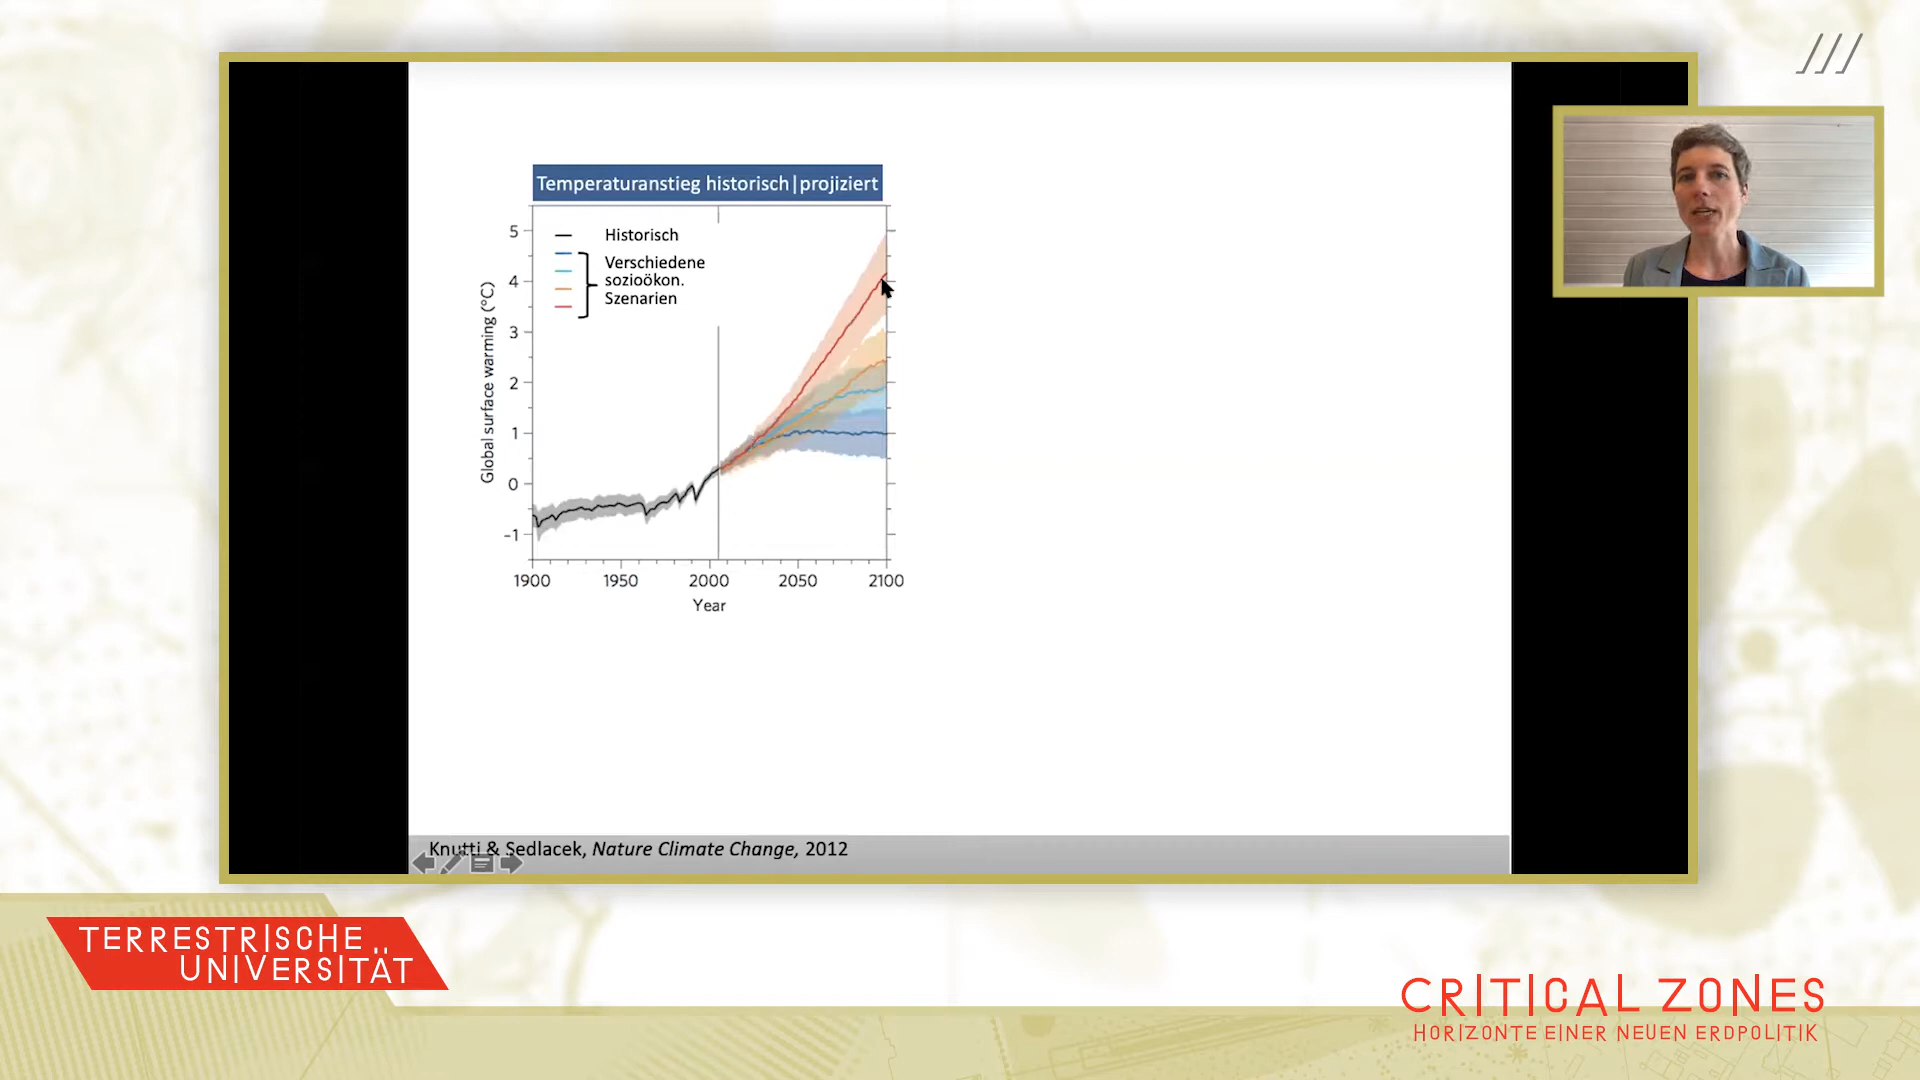 Temperaturanstieg historisch|projiziert
Historisch
Verschiedene
sozioökon.
Szenarien
Global surface warming (°C)
5
4
3
2
1
0
-1
1900 1950 2000 2050 2100
Year
Knutti & Sedlacek, Nature Climate Change, 2012
TERRESTRISCHE
UNIVERSITÄT
CRITICAL ZONES
HORIZONTE EINER NEUEN ERDPOLITIK